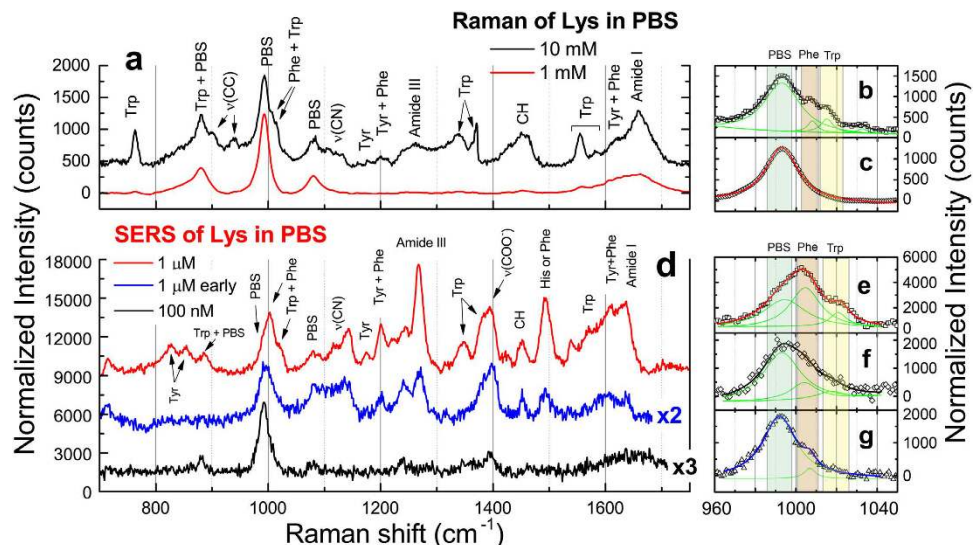 Raman of Lys in PBS
a
10 mM
1 mM
2000
1500
1000
500
0
Trp
Trp + PBS
ν(CC)
PBS
Phe + Trp
PBS
ν(CN)
Tyr
Tyr + Phe
Amide III
Trp
CH
Trp
Tyr + Phe
Amide I
SERS of Lys in PBS
d
1 μM
1 μM early
100 nM
18000
15000
12000
9000
6000
3000
0
Tyr
Trp + PBS
PBS
Trp + Phe
PBS
ν(CN)
Tyr
Tyr + Phe
Amide III
Trp
ν(COO⁻)
CH
His or Phe
Trp
Tyr+Phe
Amide I
x2
x3
800 1000 1200 1400 1600
Raman shift (cm⁻¹)
Normalized Intensity (counts)
PBS Phe Trp
b
1500
1000
500
0
c
1000
500
0
PBS Phe Trp
e
6000
4000
2000
0
f
2000
1000
0
g
2000
1000
0
960 1000 1040
Normalized Intensity (counts)